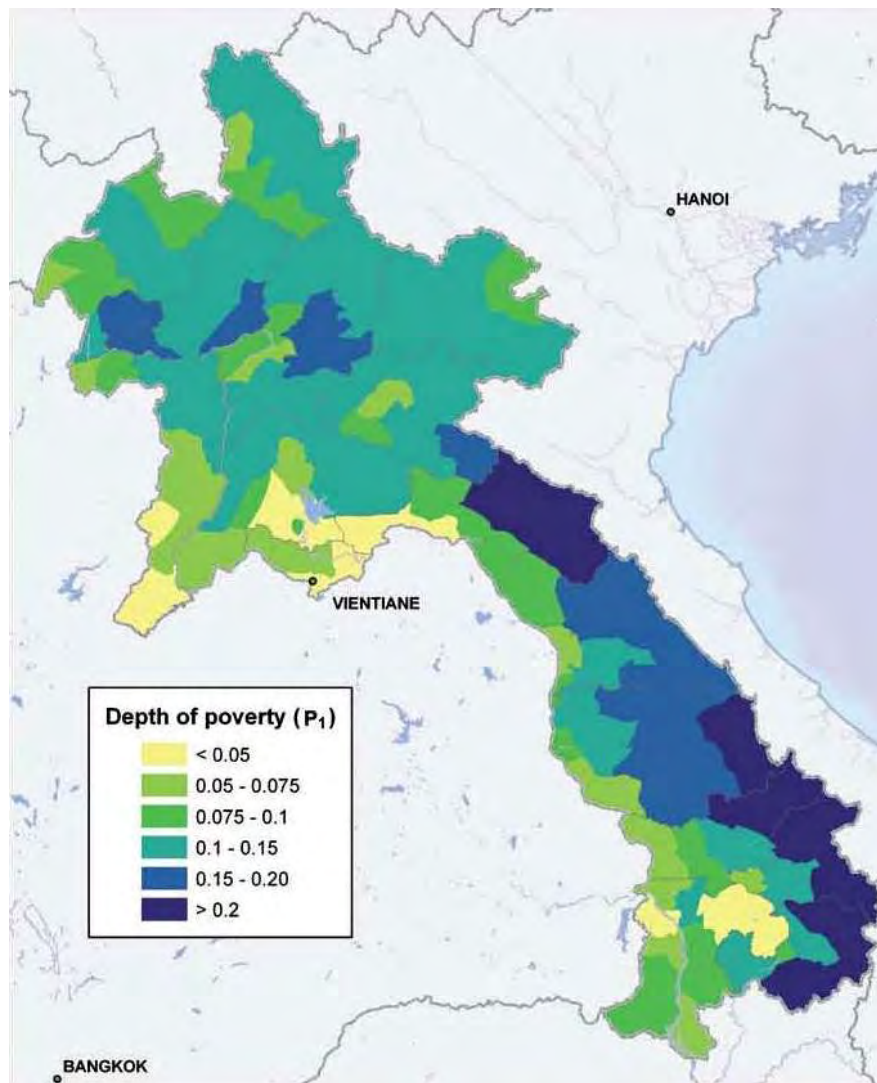 HANOI
VIENTIANE
Depth of poverty (P₁)
< 0.05
0.05 - 0.075
0.075 - 0.1
0.1 - 0.15
0.15 - 0.20
> 0.2
BANGKOK